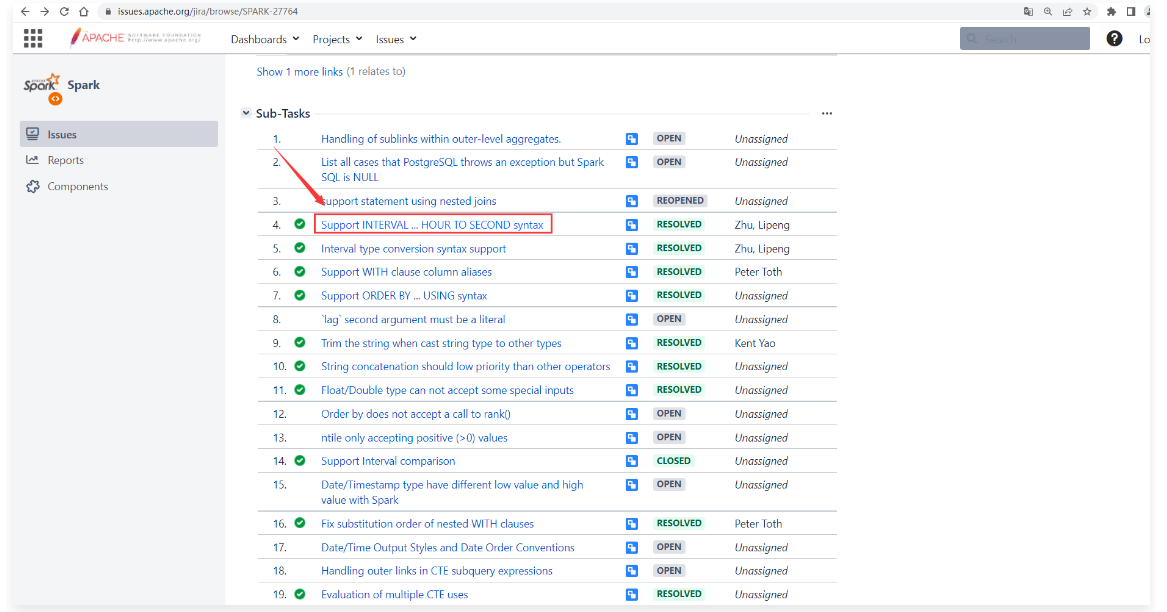 issues.apache.org/jira/browse/SPARK-27764
APACHE SOFTWARE FOUNDATION
http://www.apache.org/
Dashboards Projects Issues Search ? Lo
APACHE
Spark Spark
Issues
Reports
Components
Show 1 more links (1 relates to)
Sub-Tasks
1. Handling of sublinks within outer-level aggregates. OPEN Unassigned
2. List all cases that PostgreSQL throws an exception but Spark OPEN Unassigned
SQL is NULL
3. support statement using nested joins REOPENED Unassigned
4. Support INTERVAL ... HOUR TO SECOND syntax RESOLVED Zhu, Lipeng
5. Interval type conversion syntax support RESOLVED Zhu, Lipeng
6. Support WITH clause column aliases RESOLVED Peter Toth
7. Support ORDER BY ... USING syntax RESOLVED Unassigned
8. `lag` second argument must be a literal OPEN Unassigned
9. Trim the string when cast string type to other types RESOLVED Kent Yao
10. String concatenation should low priority than other operators RESOLVED Unassigned
11. Float/Double type can not accept some special inputs RESOLVED Unassigned
12. Order by does not accept a call to rank() OPEN Unassigned
13. ntile only accepting positive (>0) values OPEN Unassigned
14. Support Interval comparison CLOSED Unassigned
15. Date/Timestamp type have different low value and high OPEN Unassigned
value with Spark
16. Fix substitution order of nested WITH clauses RESOLVED Peter Toth
17. Date/Time Output Styles and Date Order Conventions OPEN Unassigned
18. Handling outer links in CTE subquery expressions OPEN Unassigned
19. Evaluation of multiple CTE uses RESOLVED Unassigned